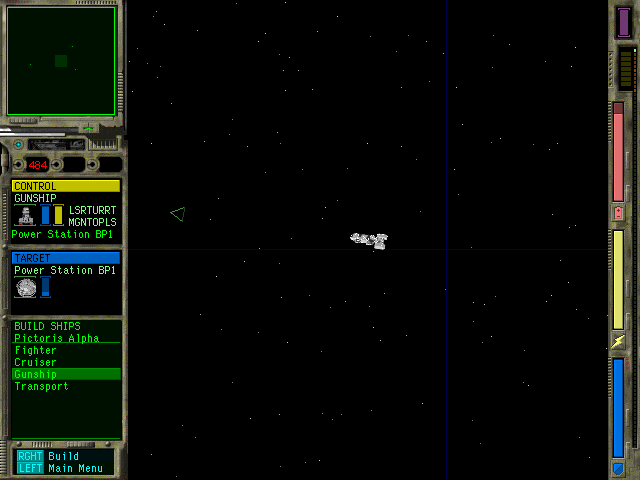 484
CONTROL
GUNSHIP
LSRTURRT
MGNTOPLS
Power Station BP1
TARGET
Power Station BP1
BUILD SHIPS
Pictoris Alpha
Fighter
Cruiser
Gunship
Transport
RGHT Build
LEFT Main Menu